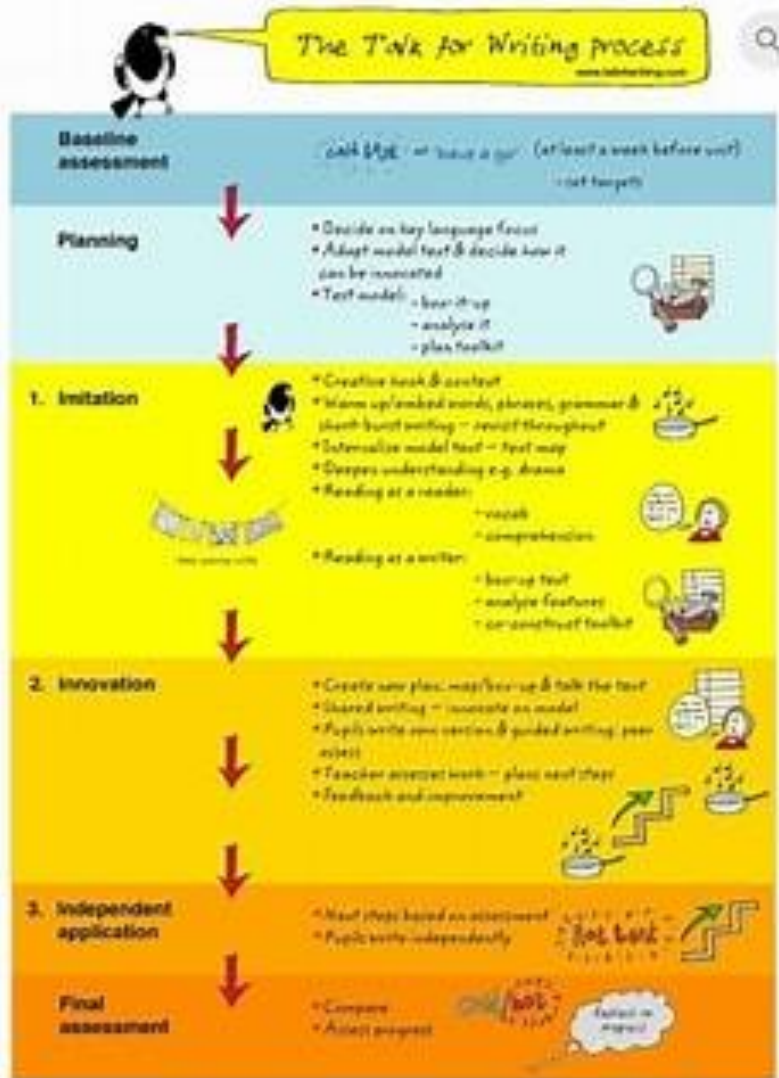 The Talk for Writing process
Baseline
assessment
cold task or 'have a go' (at least a week before unit)
- set targets
Planning
• Decide on key language focus
• Adapt model text & decide how it
can be innovated
• Test model:
- box-it-up
- analyse it
- plan toolkit
1. Imitation
• Creative hook & context
• Warm up/embed words, phrases, grammar &
short-burst writing – revisit throughout
• Internalise model text – text map
• Deepen understanding e.g. drama
• Reading as a reader:
- vocab
- comprehension
• Reading as a writer:
- box-up text
- analyse features
- co-construct toolkit
2. Innovation
• Create new plan, map/box-up & talk the text
• Shared writing – innovate on model
• Pupils write own version & guided writing; peer
assess
• Teacher assesses work – plans next steps
• Feedback and improvement
3. Independent
application
• Next steps based on assessment
• Pupils write independently
Hot task
Final
assessment
• Compare
• Assess progress
cold/hot